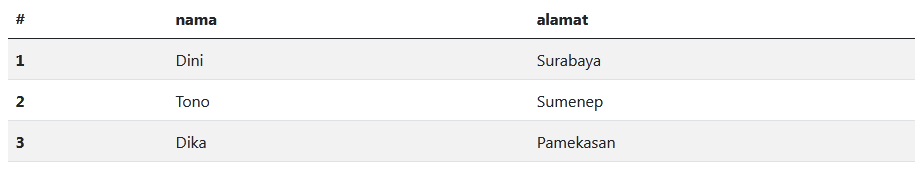 # nama alamat
1 Dini Surabaya
2 Tono Sumenep
3 Dika Pamekasan